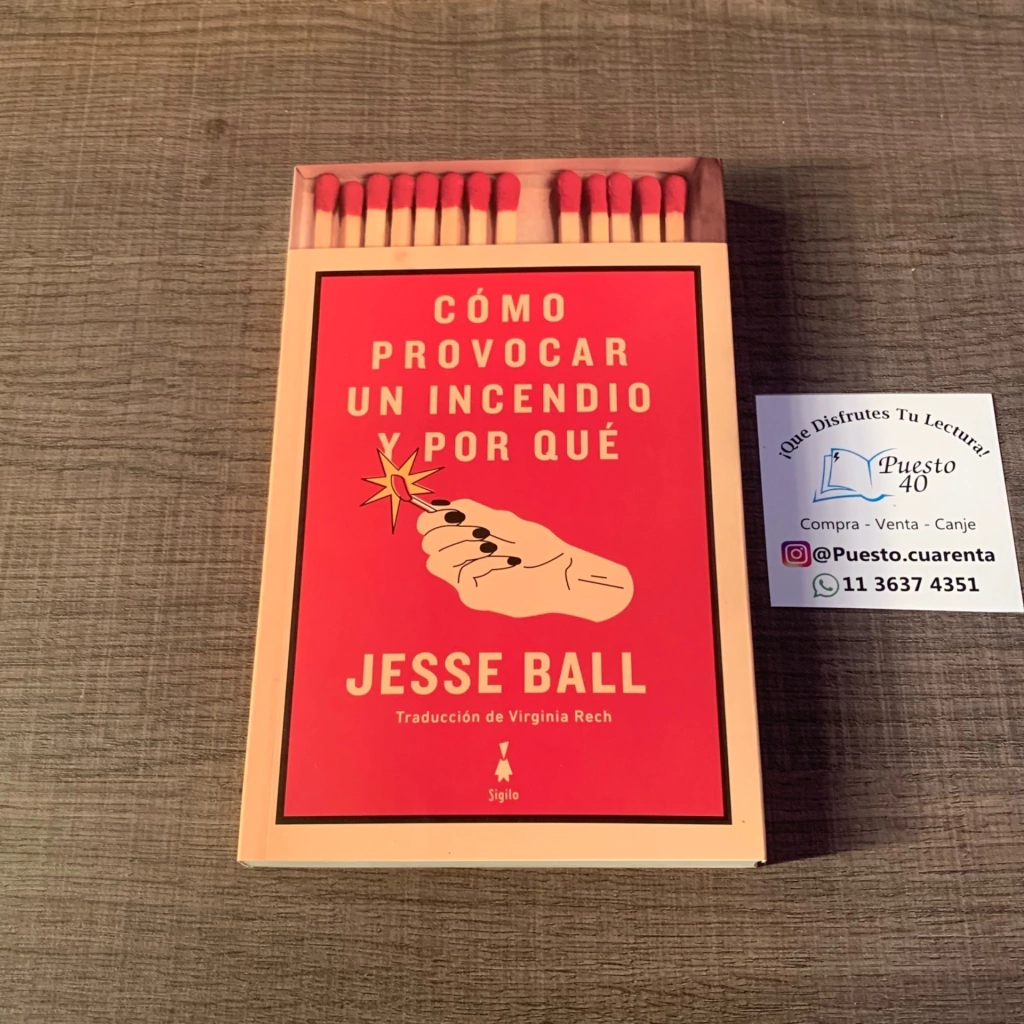 CÓMO
PROVOCAR
UN INCENDIO
Y POR QUÉ
JESSE BALL
Traducción de Virginia Rech
Sigilo
¡Que Disfrutes Tu Lectura!
Puesto
40
Compra - Venta - Canje
@Puesto.cuarenta
11 3637 4351